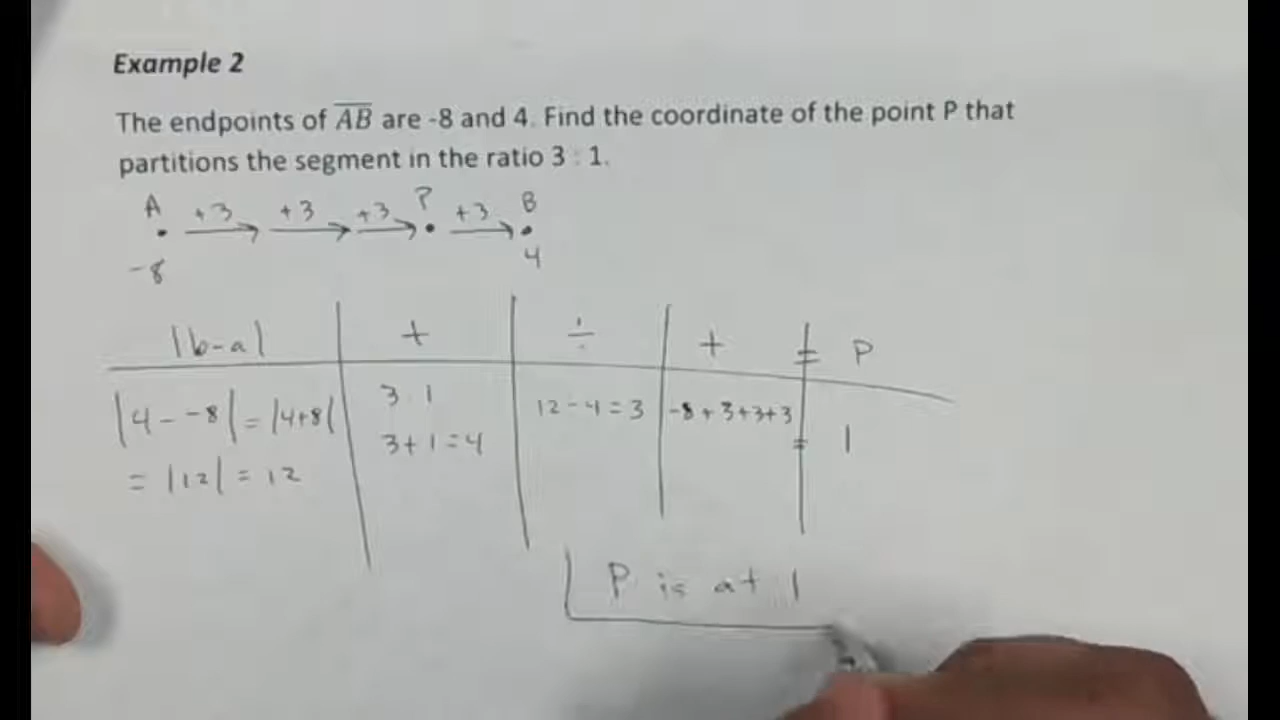 Example 2
The endpoints of AB are -8 and 4. Find the coordinate of the point P that
partitions the segment in the ratio 3 : 1.
A +3 +3 +3 P +3 B
-8 4
|b-a| + ÷ + = P
|4--8| = |4+8| 3 1 12 ÷ 4 = 3 -8+3+3+3
= |12| = 12 3+1=4 = 1
P is at 1